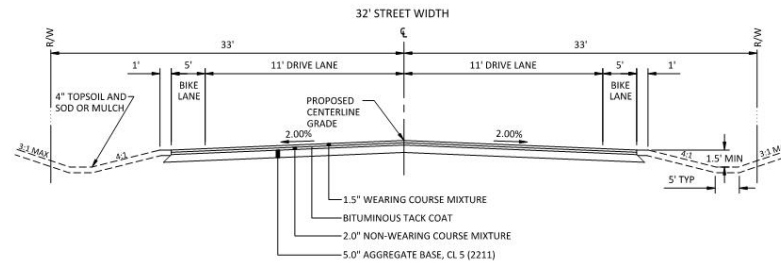 32' STREET WIDTH
R/W
℄
R/W
33'
33'
1'
5'
11' DRIVE LANE
11' DRIVE LANE
5'
1'
BIKE
LANE
BIKE
LANE
4" TOPSOIL AND
SOD OR MULCH
PROPOSED
CENTERLINE
GRADE
3:1 MAX
4:1
2.00%
2.00%
4:1
1.5' MIN
3:1 M
5' TYP
1.5" WEARING COURSE MIXTURE
BITUMINOUS TACK COAT
2.0" NON-WEARING COURSE MIXTURE
5.0" AGGREGATE BASE, CL 5 (2211)